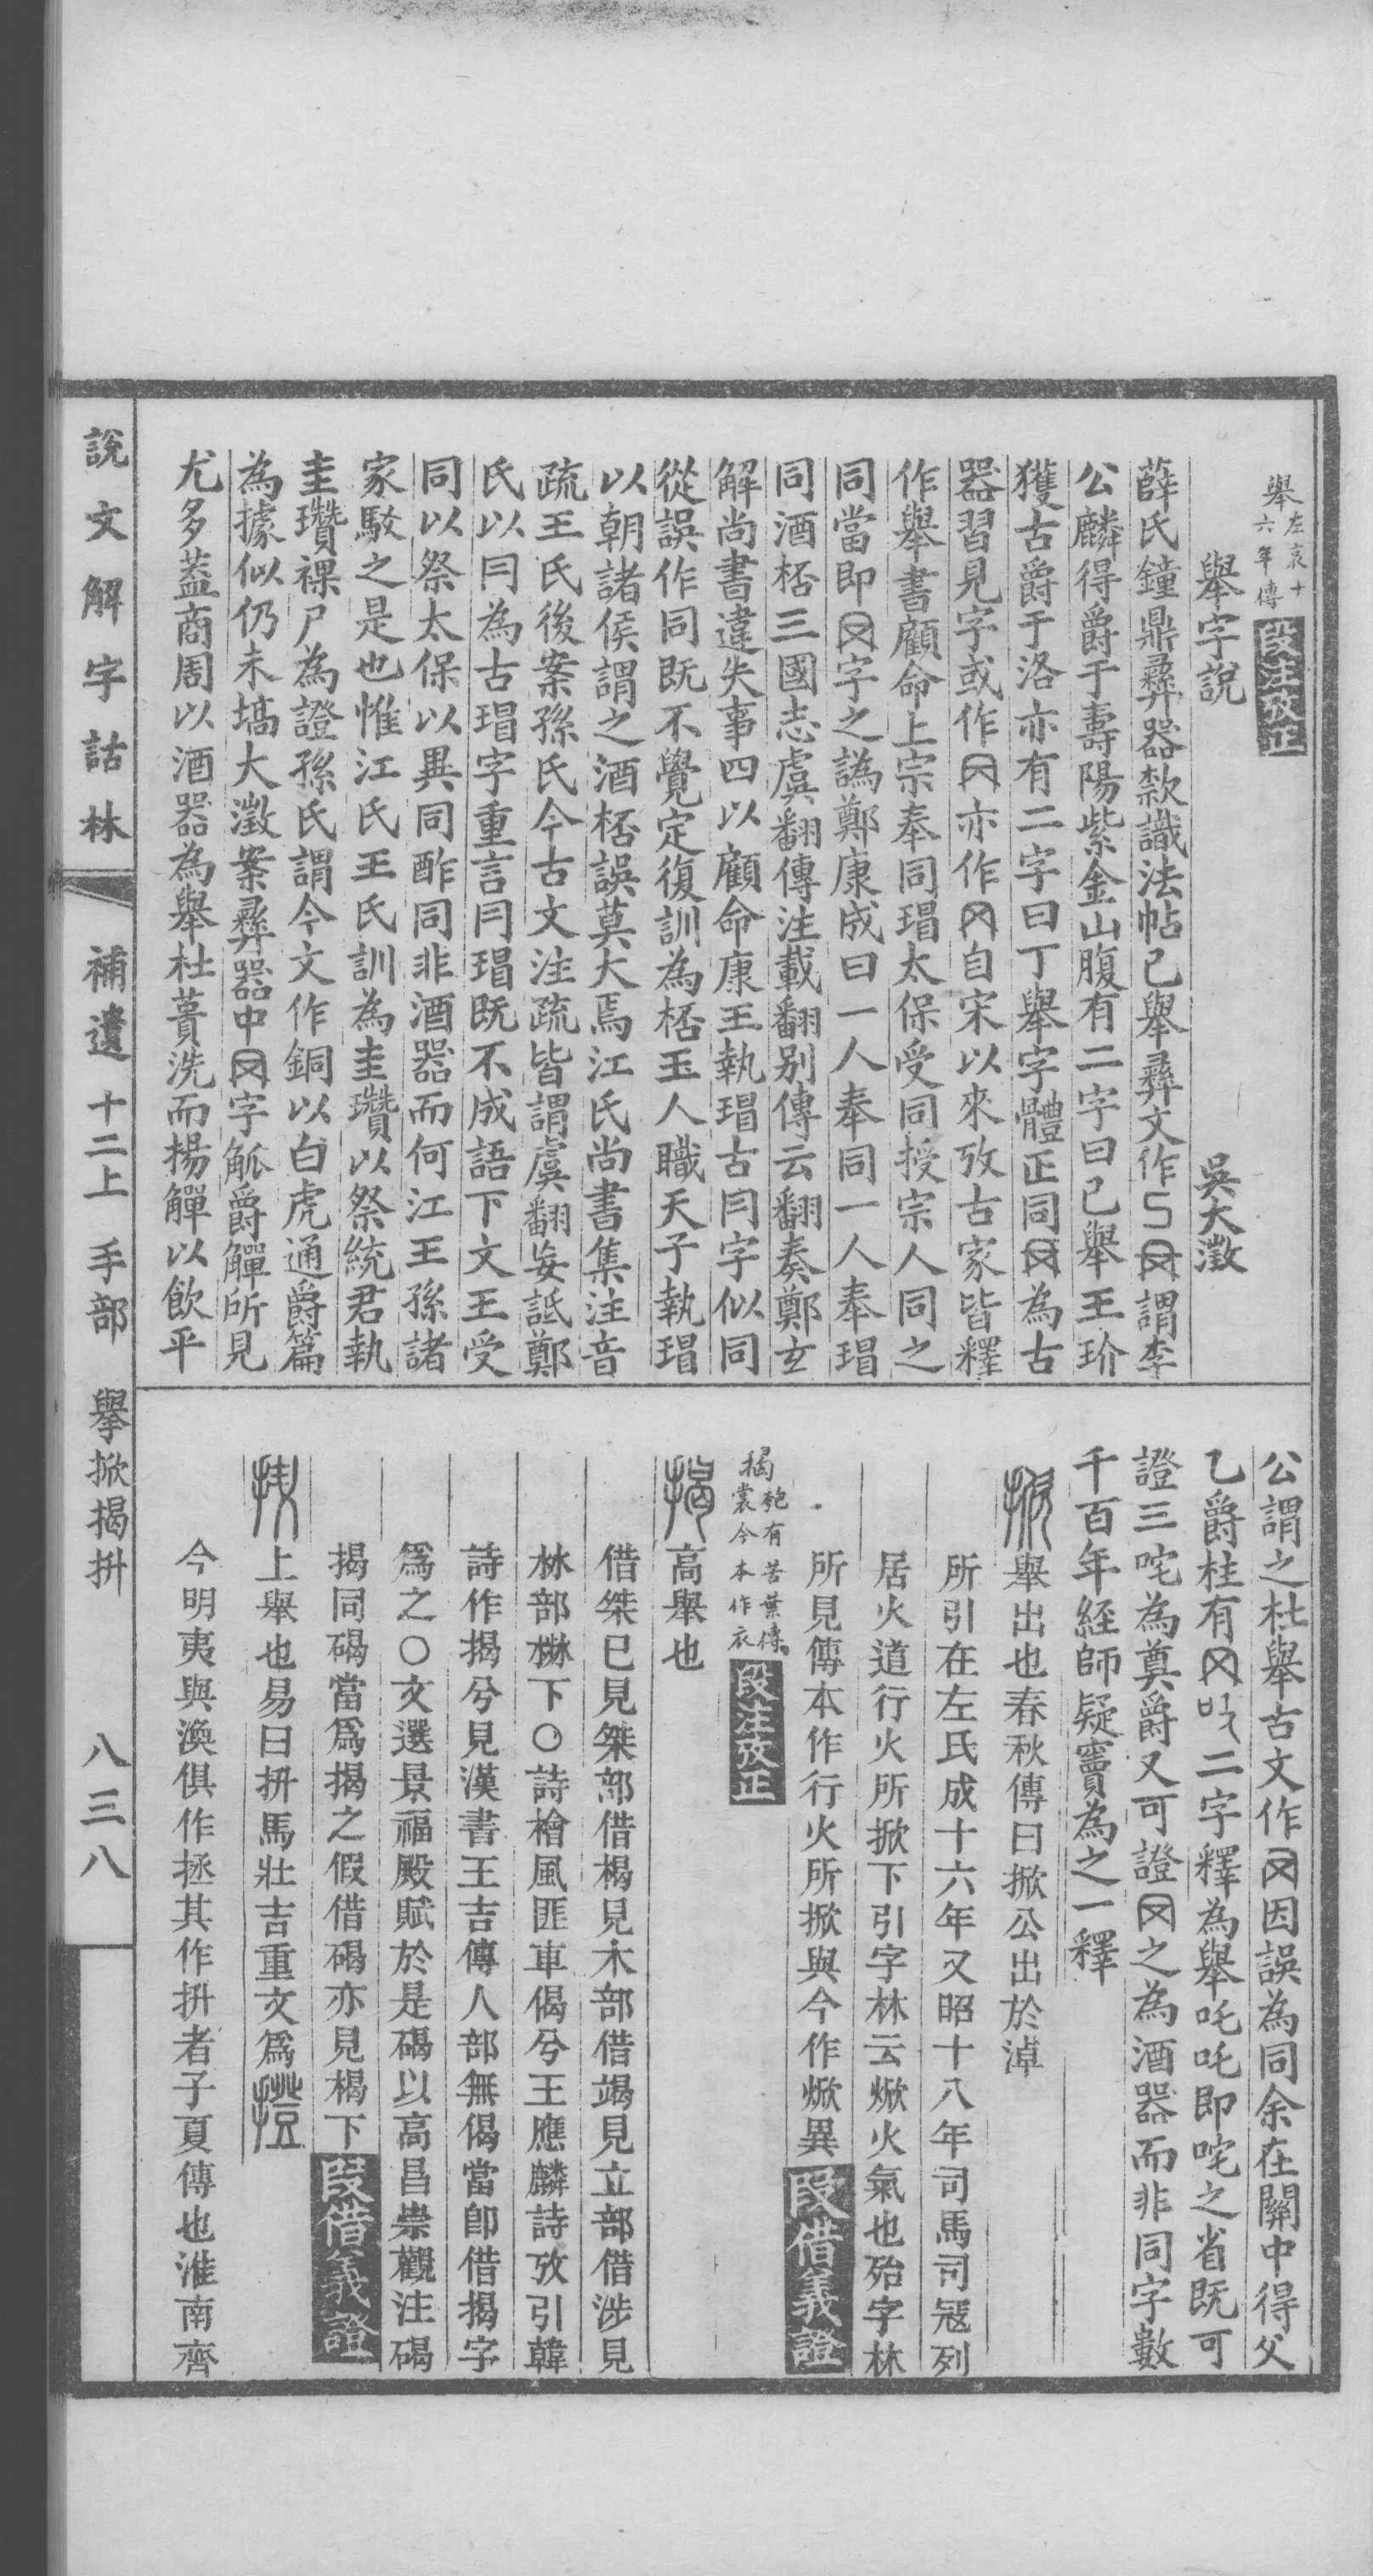 舉左哀十六年傳 段注攷正
舉字說 吳大澂
薛氏鐘鼎彝器款識法帖已舉彝文作 謂李
公麟得爵于壽陽紫金山腹有二字曰已舉王玠
獲古爵于洛亦有二字曰丁舉字體正同 為古
器習見字或作 亦作 自宋以來攷古家皆釋
作舉書顧命上宗奉同瑁太保受同授宗人同之
同當即 字之譌鄭康成曰一人奉同一人奉瑁
同酒桮三國志虞翻傳注載翻别傳云翻奏鄭玄
解尚書違失事四以顧命康王執瑁古冃字似同
從誤作同既不覺定復訓為桮玉人職天子執瑁
以朝諸侯謂之酒桮誤莫大焉江氏尚書集注音
疏王氏後案孫氏今古文注疏皆謂虞翻妄詆鄭
氏以冃為古瑁字重言冃瑁既不成語下文王受
同以祭太保以異同酢同非酒器而何江王孫諸
家駮之是也惟江氏王氏訓為圭瓚以祭統君執
圭瓚祼尸為證孫氏謂今文作銅以白虎通爵篇
為據似仍未塙大澂案彝器中 字觚爵觶所見
尤多蓋商周以酒器為舉杜蕢洗而揚觶以飲平
公謂之杜舉古文作 因誤為同余在關中得父
乙爵柱有 二字釋為舉吒吒即咤之省既可
證三咤為奠爵又可證 之為酒器而非同字數
千百年經師疑竇為之一釋
掀舉出也春秋傳曰掀公出於淖
所引在左氏成十六年又昭十八年司馬司寇列
居火道行火所掀下引字林云焮火氣也殆字林
所見傳本作行火所掀與今作焮異 段借義證
揭匏有苦葉傳裳今本作衣 段注攷正
揭高舉也
借桀已見桀部借楬見木部借竭見立部借涉見
沝部 下○詩檜風匪車偈兮王應麟詩攷引韓
詩作揭兮見漢書王吉傳人部無偈當卽借揭字
爲之○文選景福殿賦於是碣以高昌崇觀注碣
揭同碣當爲揭之假借碣亦見楬下 段借義證
抍上舉也易曰抍馬壯吉重文爲撜
今明夷與渙俱作拯其作抍者子夏傳也淮南齊
說文解字詁林 補遺 十二上 手部 舉掀揭抍 八三八